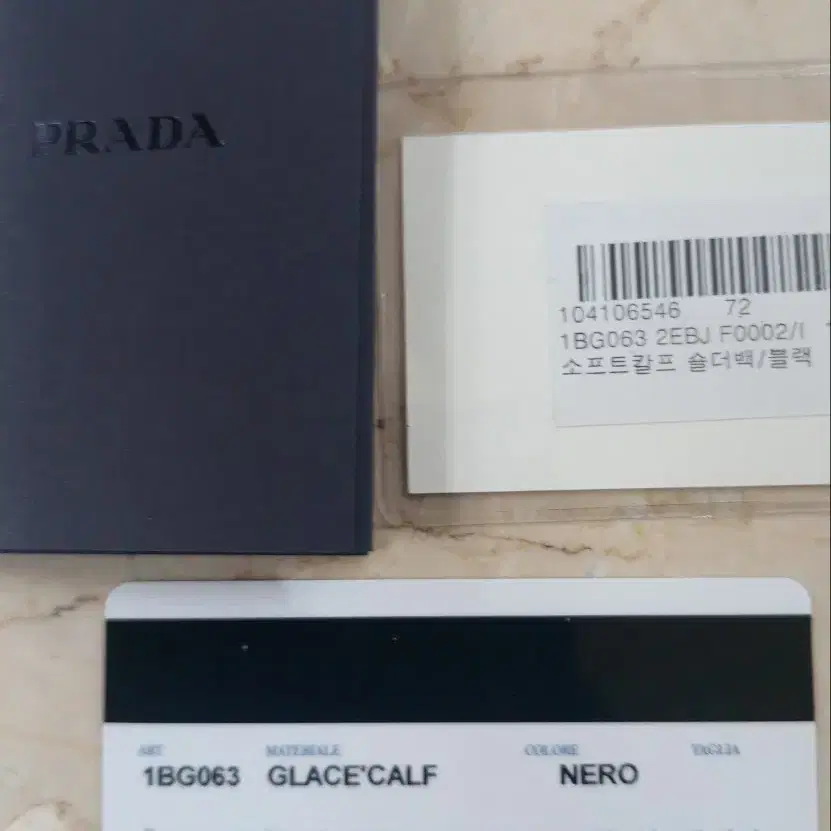 PRADA
104106546 72
1BG063 2EBJ F0002/I
소프트칼프 숄더백/블랙
ART MATERIALE COLORE TAGLIA
1BG063 GLACE'CALF NERO